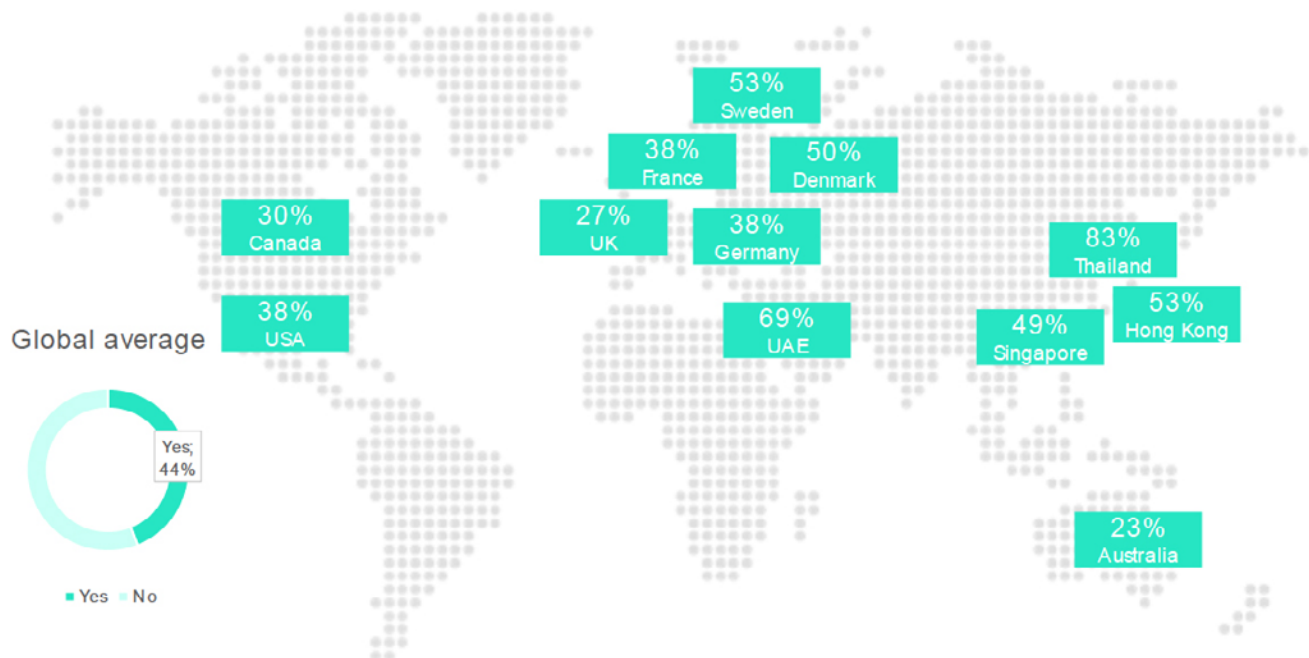 53%
Sweden
38%
France
50%
Denmark
30%
Canada
27%
UK
38%
Germany
83%
Thailand
38%
USA
69%
UAE
49%
Singapore
53%
Hong Kong
Global average
Yes;
44%
23%
Australia
Yes No